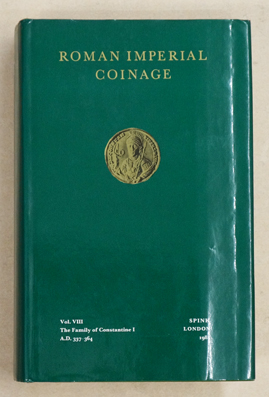 ROMAN IMPERIAL
COINAGE
Vol. VIII
The Family of Constantine I
A.D. 337-364
SPINK
LONDON